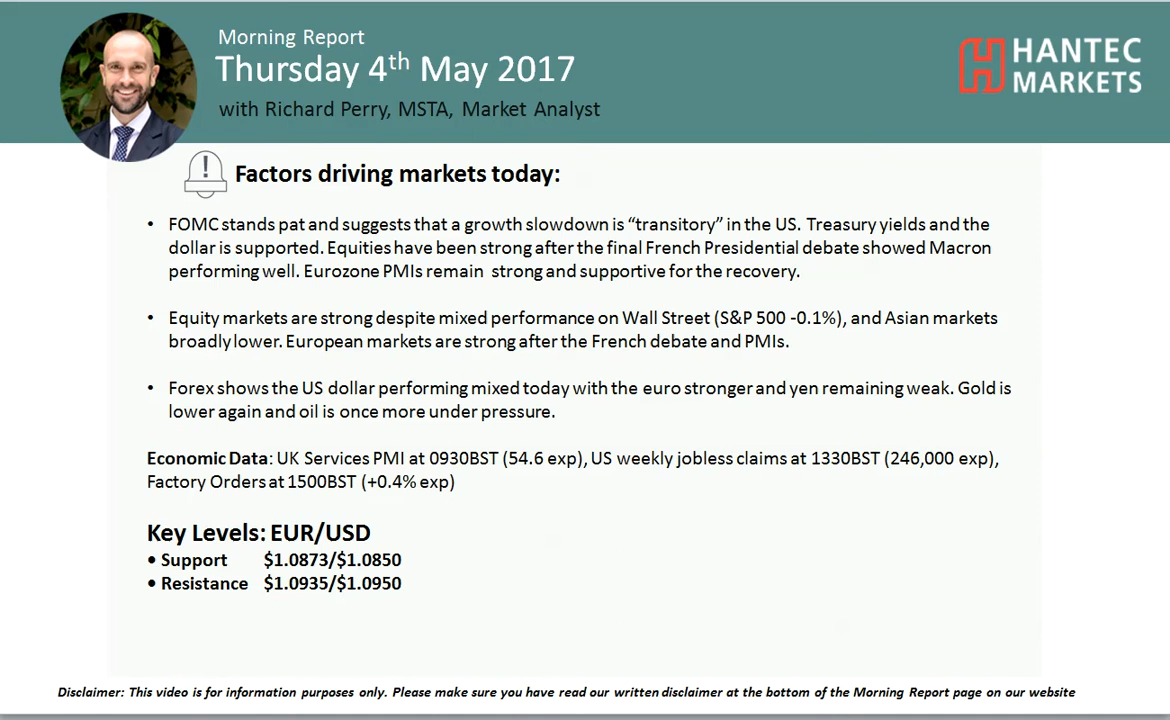 Morning Report
Thursday 4th May 2017
with Richard Perry, MSTA, Market Analyst
HANTEC
MARKETS
! Factors driving markets today:
• FOMC stands pat and suggests that a growth slowdown is “transitory” in the US. Treasury yields and the
dollar is supported. Equities have been strong after the final French Presidential debate showed Macron
performing well. Eurozone PMIs remain strong and supportive for the recovery.
• Equity markets are strong despite mixed performance on Wall Street (S&P 500 -0.1%), and Asian markets
broadly lower. European markets are strong after the French debate and PMIs.
• Forex shows the US dollar performing mixed today with the euro stronger and yen remaining weak. Gold is
lower again and oil is once more under pressure.
Economic Data: UK Services PMI at 0930BST (54.6 exp), US weekly jobless claims at 1330BST (246,000 exp),
Factory Orders at 1500BST (+0.4% exp)
Key Levels: EUR/USD
• Support $1.0873/$1.0850
• Resistance $1.0935/$1.0950
Disclaimer: This video is for information purposes only. Please make sure you have read our written disclaimer at the bottom of the Morning Report page on our website